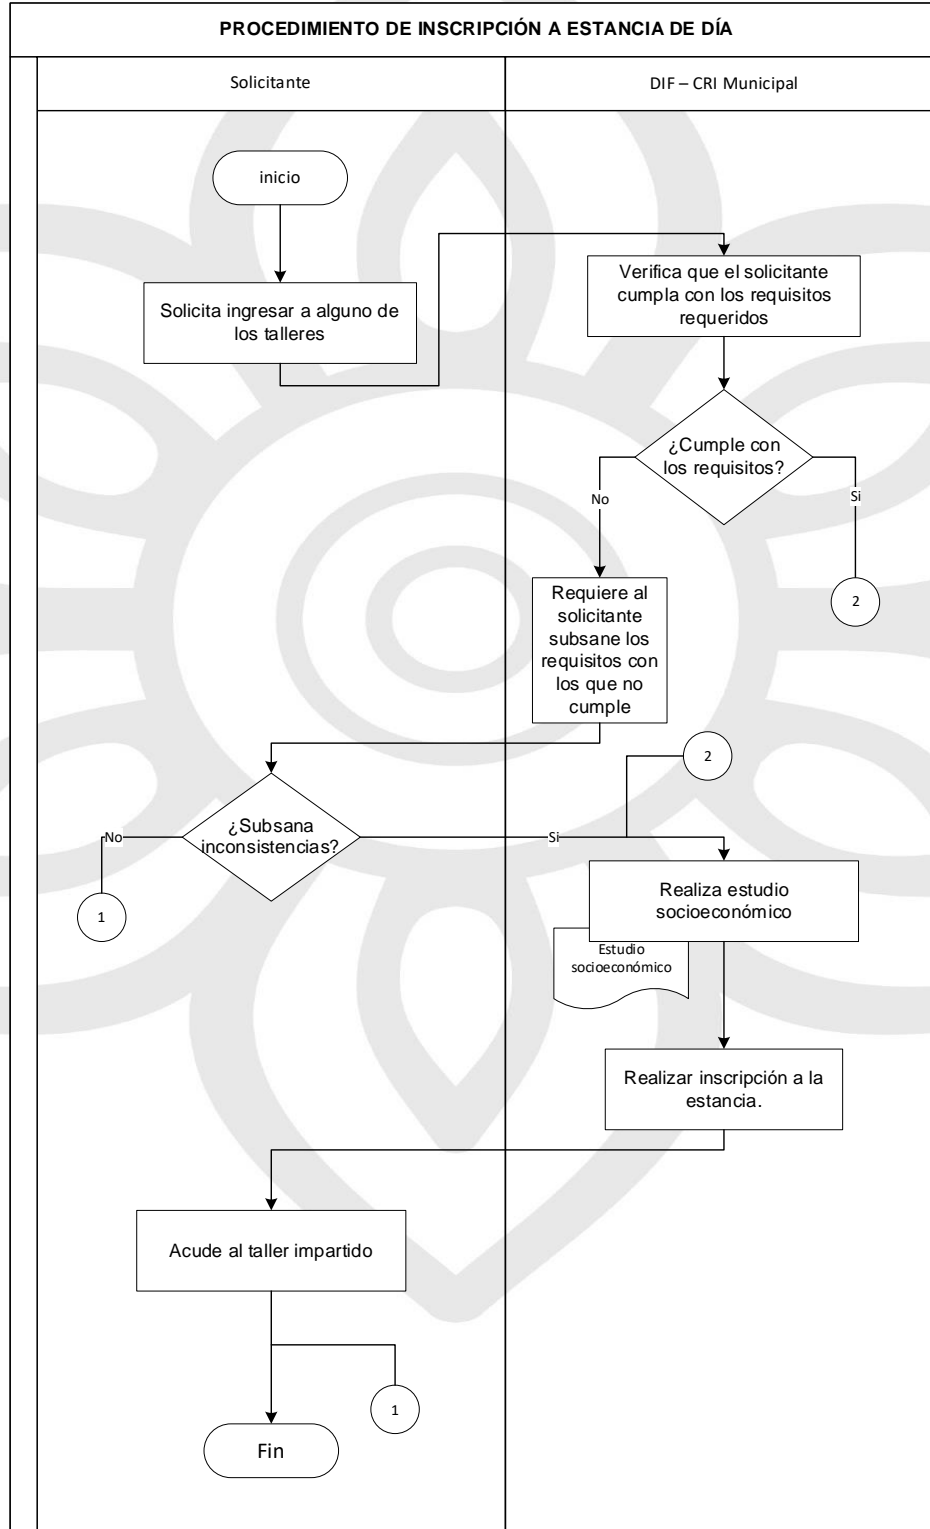 PROCEDIMIENTO DE INSCRIPCIÓN A ESTANCIA DE DÍA
Solicitante
DIF – CRI Municipal
inicio
Solicita ingresar a alguno de
los talleres
Verifica que el solicitante
cumpla con los requisitos
requeridos
¿Cumple con
los requisitos?
No
Si
2
Requiere al
solicitante
subsane los
requisitos con
los que no
cumple
2
¿Subsana
inconsistencias?
No
Si
1
Realiza estudio
socioeconómico
Estudio
socioeconómico
Realizar inscripción a la
estancia.
Acude al taller impartido
1
Fin